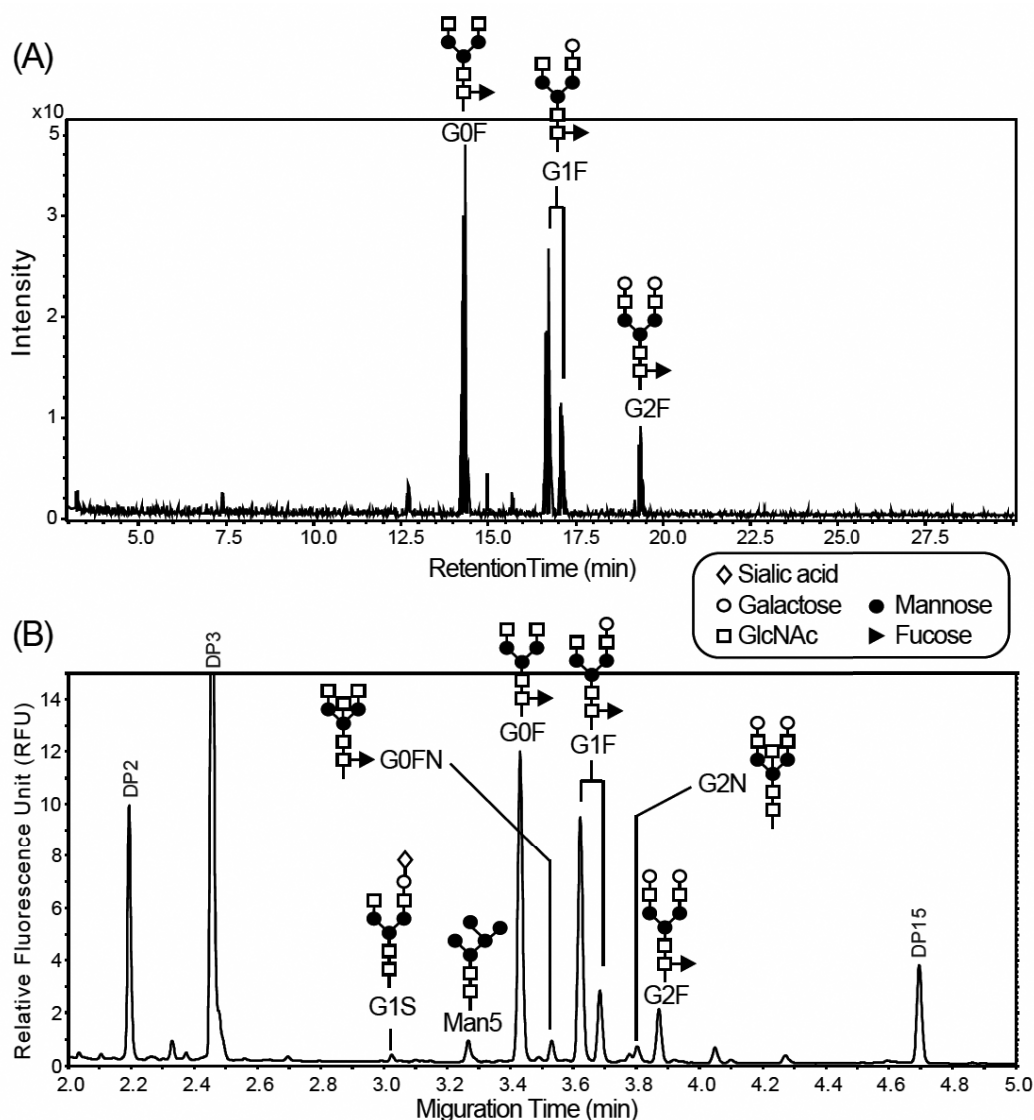 (A)
x10
5
3
2
1
0
Intensity
G0F
G1F
G2F
5.0 7.5 10.0 12.5 15.0 17.5 20.0 22.5 25.0 27.5
RetentionTime (min)
Sialic acid
Galactose Mannose
GlcNAc Fucose
(B)
DP2
DP3
G0FN
G0F
G1F
G2N
G1S
Man5
G2F
DP15
14
12
10
8
6
4
2
0
Relative Fluorescence Unit (RFU)
2.0 2.2 2.4 2.6 2.8 3.0 3.2 3.4 3.6 3.8 4.0 4.2 4.4 4.6 4.8 5.0
Miguration Time (min)